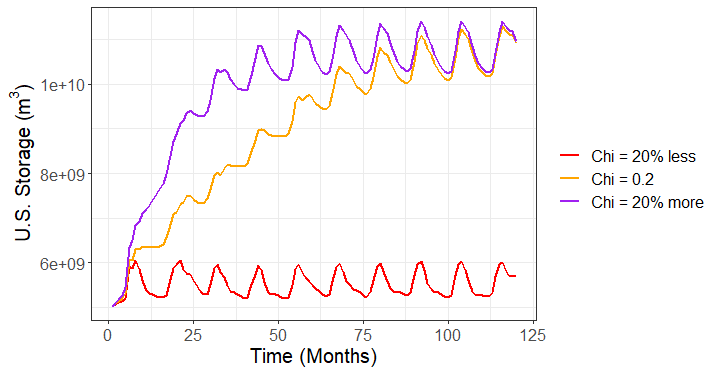 U.S. Storage (m³)
1e+10
8e+09
6e+09
0 25 50 75 100 125
Time (Months)
Chi = 20% less
Chi = 0.2
Chi = 20% more